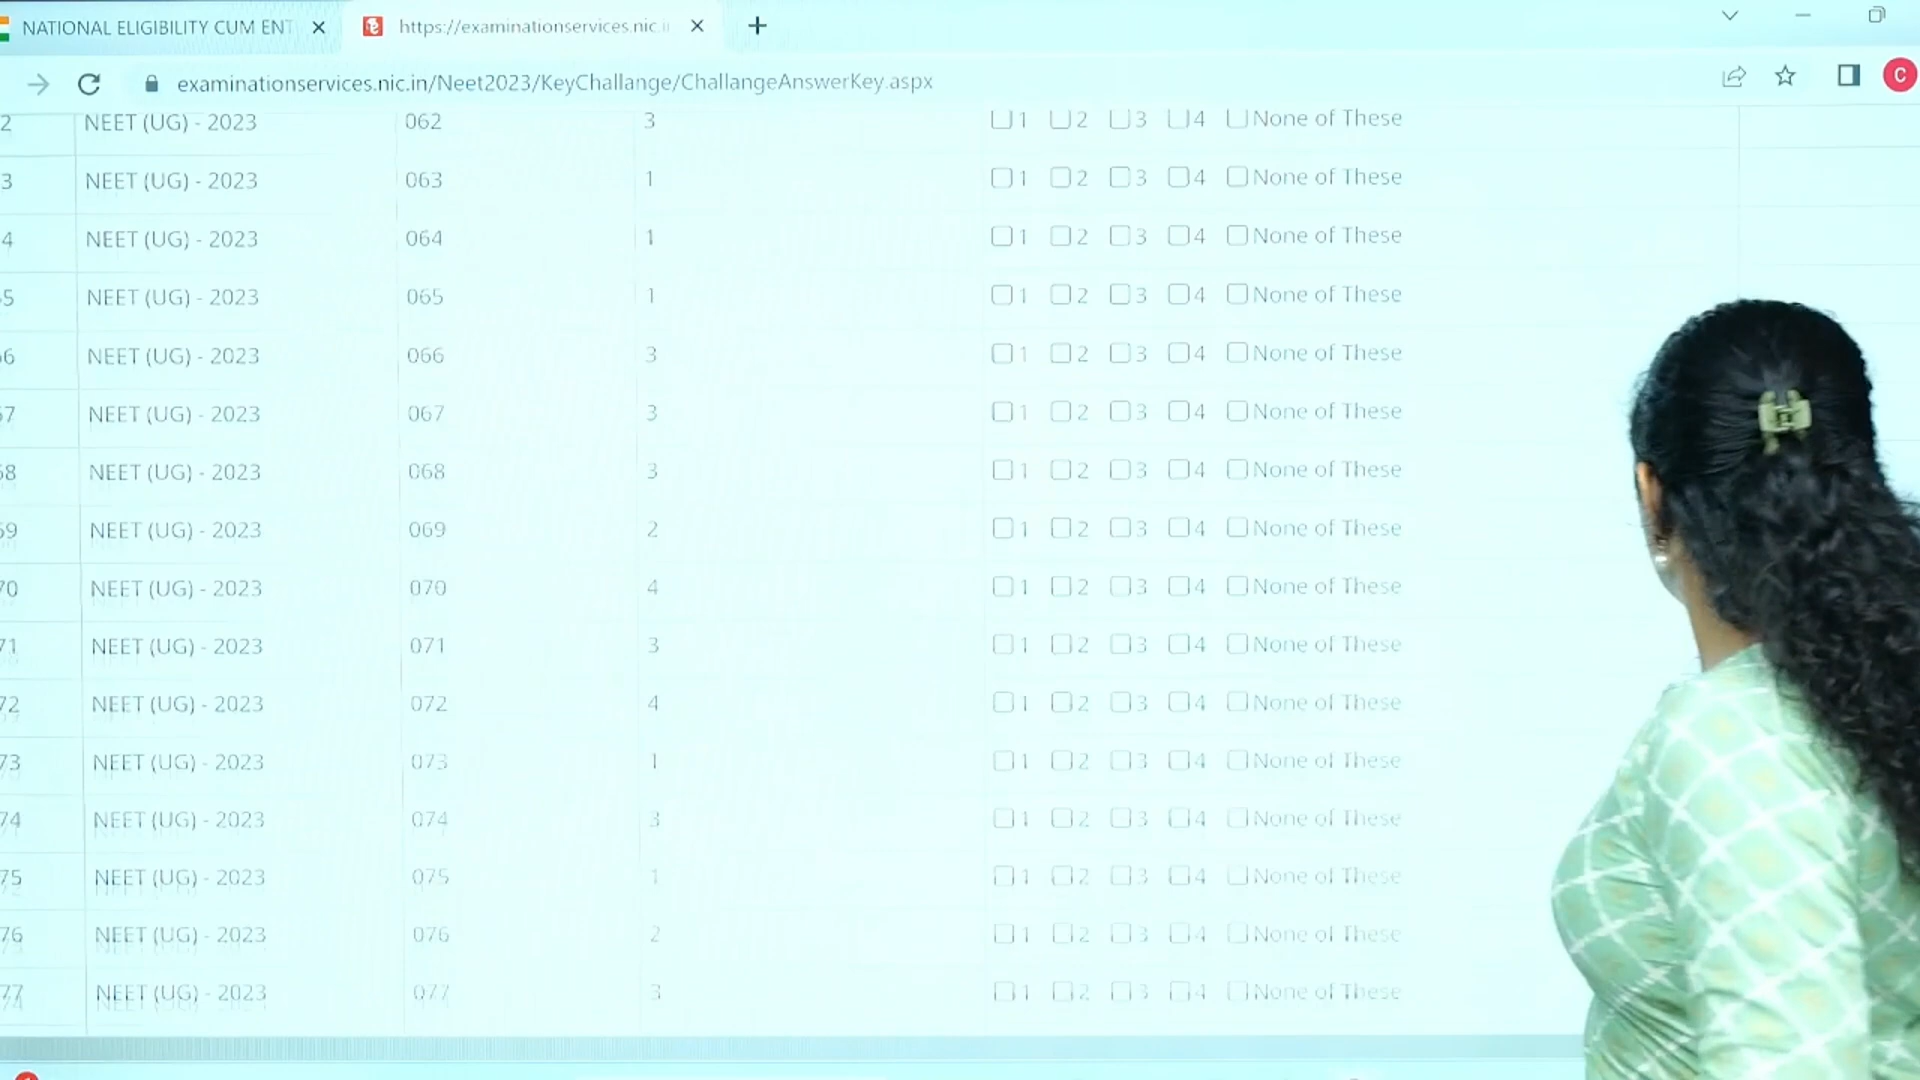 NATIONAL ELIGIBILITY CUM ENT
https://examinationservices.nic.i
examinationservices.nic.in/Neet2023/KeyChallange/ChallangeAnswerKey.aspx
C
2 NEET (UG) - 2023 062 3 1 2 3 4 None of These
3 NEET (UG) - 2023 063 1 1 2 3 4 None of These
4 NEET (UG) - 2023 064 1 1 2 3 4 None of These
5 NEET (UG) - 2023 065 1 1 2 3 4 None of These
66 NEET (UG) - 2023 066 3 1 2 3 4 None of These
67 NEET (UG) - 2023 067 3 1 2 3 4 None of These
68 NEET (UG) - 2023 068 3 1 2 3 4 None of These
69 NEET (UG) - 2023 069 2 1 2 3 4 None of These
70 NEET (UG) - 2023 070 4 1 2 3 4 None of These
71 NEET (UG) - 2023 071 3 1 2 3 4 None of These
72 NEET (UG) - 2023 072 4 1 2 3 4 None of These
73 NEET (UG) - 2023 073 1 1 2 3 4 None of These
74 NEET (UG) - 2023 074 3 1 2 3 4 None of These
75 NEET (UG) - 2023 075 1 1 2 3 4 None of These
76 NEET (UG) - 2023 076 2 1 2 3 4 None of These
77 NEET (UG) - 2023 077 3 1 2 3 4 None of These